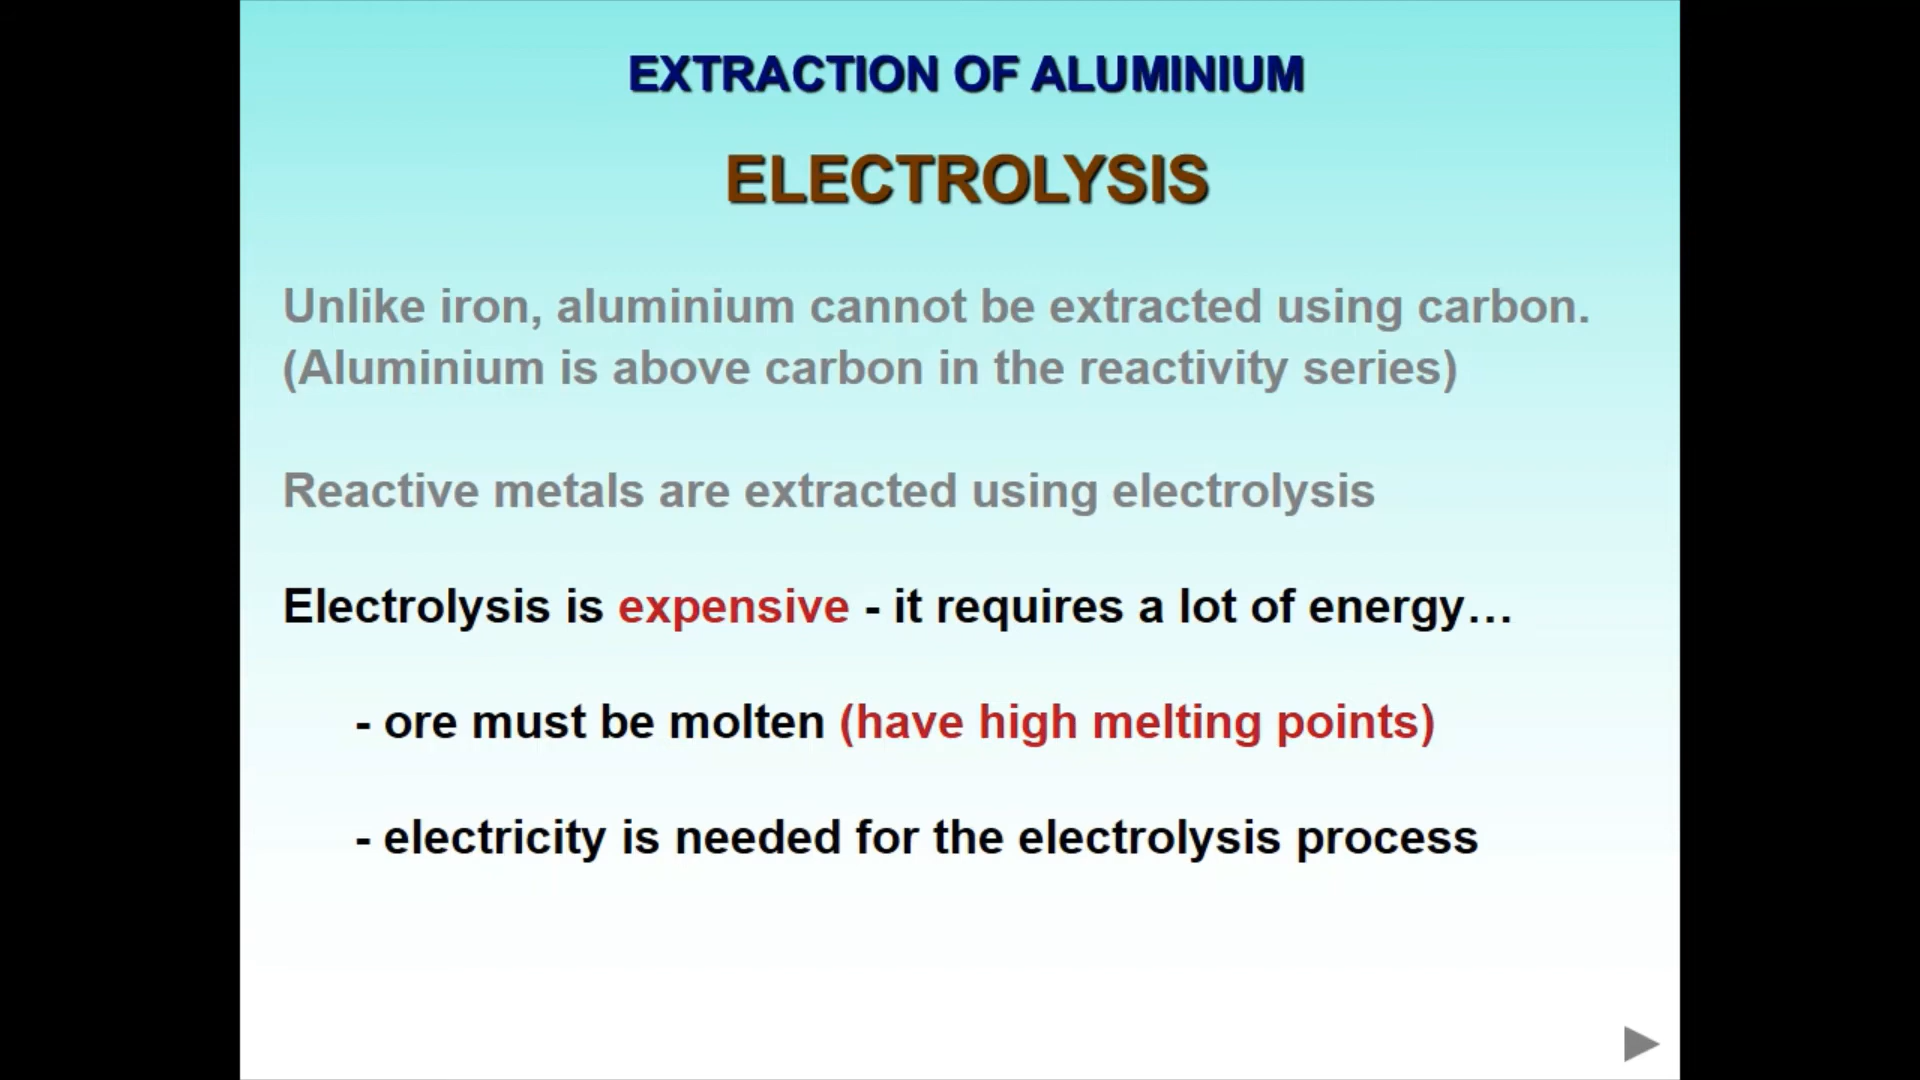 EXTRACTION OF ALUMINIUM
ELECTROLYSIS
Unlike iron, aluminium cannot be extracted using carbon.
(Aluminium is above carbon in the reactivity series)
Reactive metals are extracted using electrolysis
Electrolysis is expensive - it requires a lot of energy…
- ore must be molten (have high melting points)
- electricity is needed for the electrolysis process